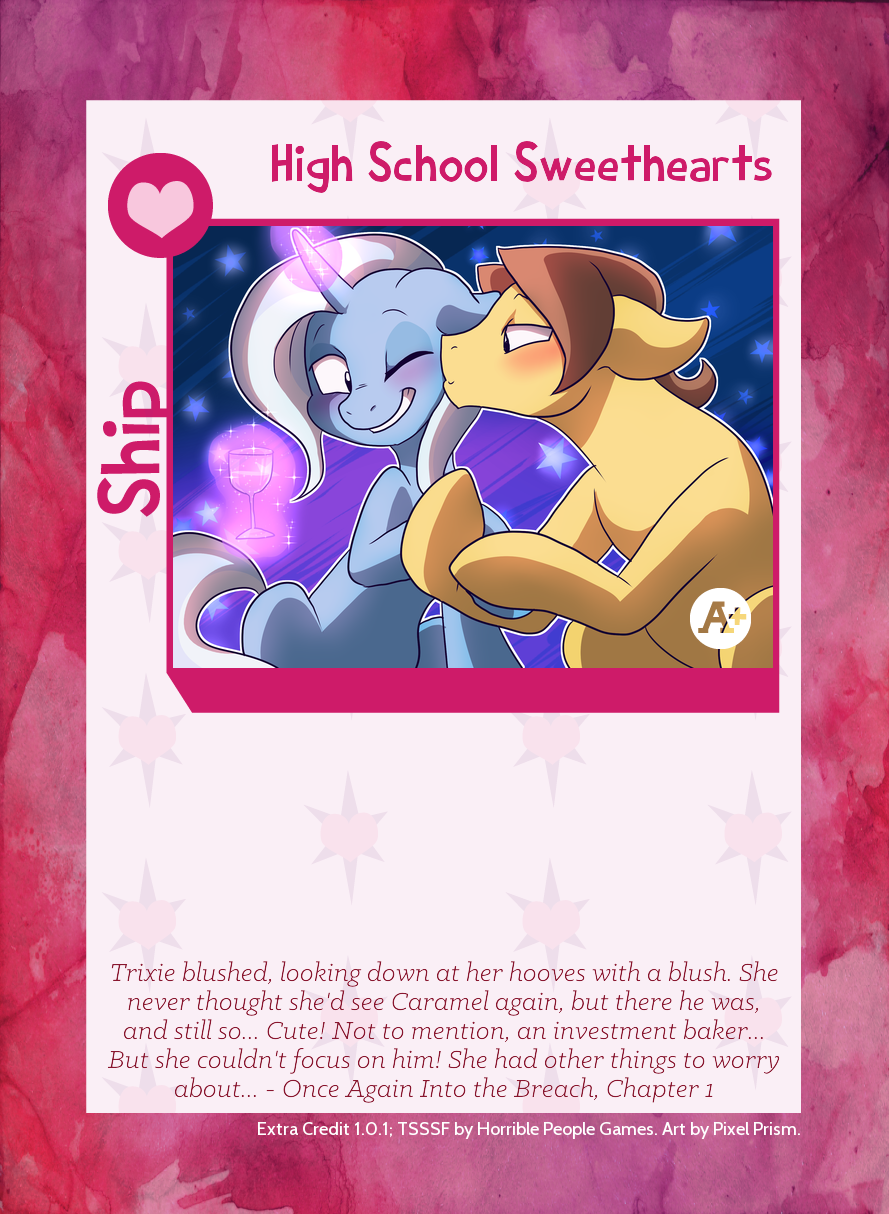 High School Sweethearts
Ship
A+
Trixie blushed, looking down at her hooves with a blush. She
never thought she'd see Caramel again, but there he was,
and still so... Cute! Not to mention, an investment baker...
But she couldn't focus on him! She had other things to worry
about... - Once Again Into the Breach, Chapter 1
Extra Credit 1.0.1; TSSSF by Horrible People Games. Art by Pixel Prism.